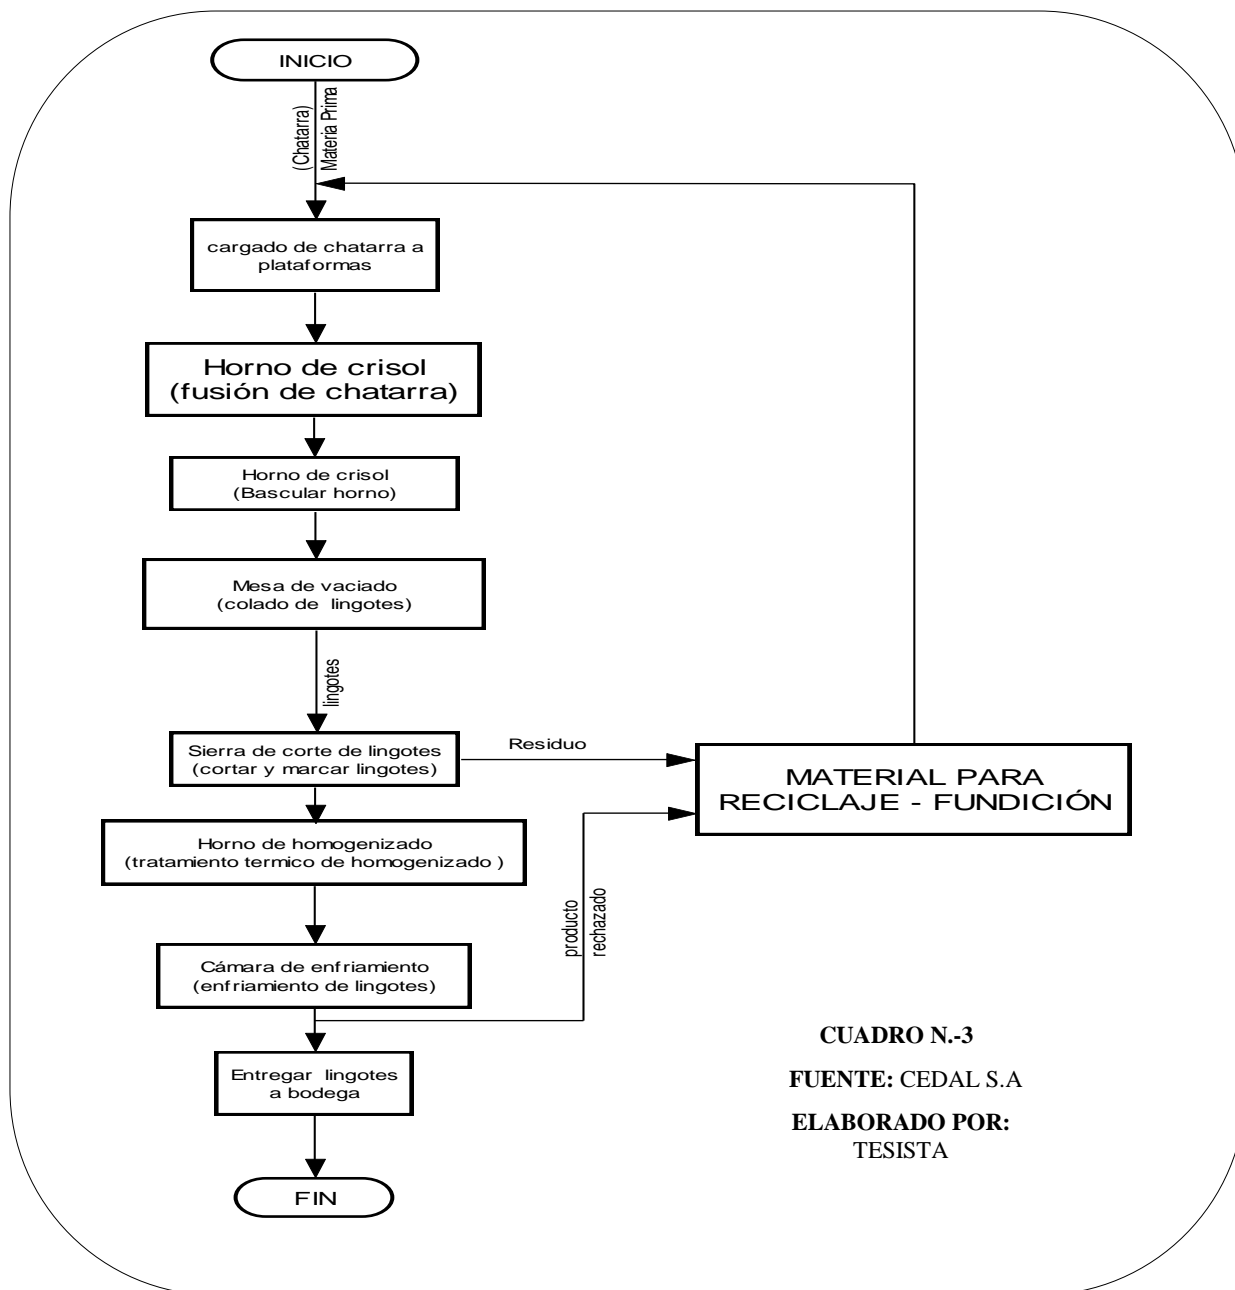 INICIO
(Chatarra)
Materia Prima
cargado de chatarra a
plataformas
Horno de crisol
(fusión de chatarra)
Horno de crisol
(Bascular horno)
Mesa de vaciado
(colado de lingotes)
lingotes
Sierra de corte de lingotes
(cortar y marcar lingotes)
Residuo
MATERIAL PARA
RECICLAJE - FUNDICIÓN
Horno de homogenizado
(tratamiento termico de homogenizado )
producto
rechazado
Cámara de enfriamiento
(enfriamiento de lingotes)
Entregar lingotes
a bodega
FIN
CUADRO N.-3
FUENTE: CEDAL S.A
ELABORADO POR:
TESISTA